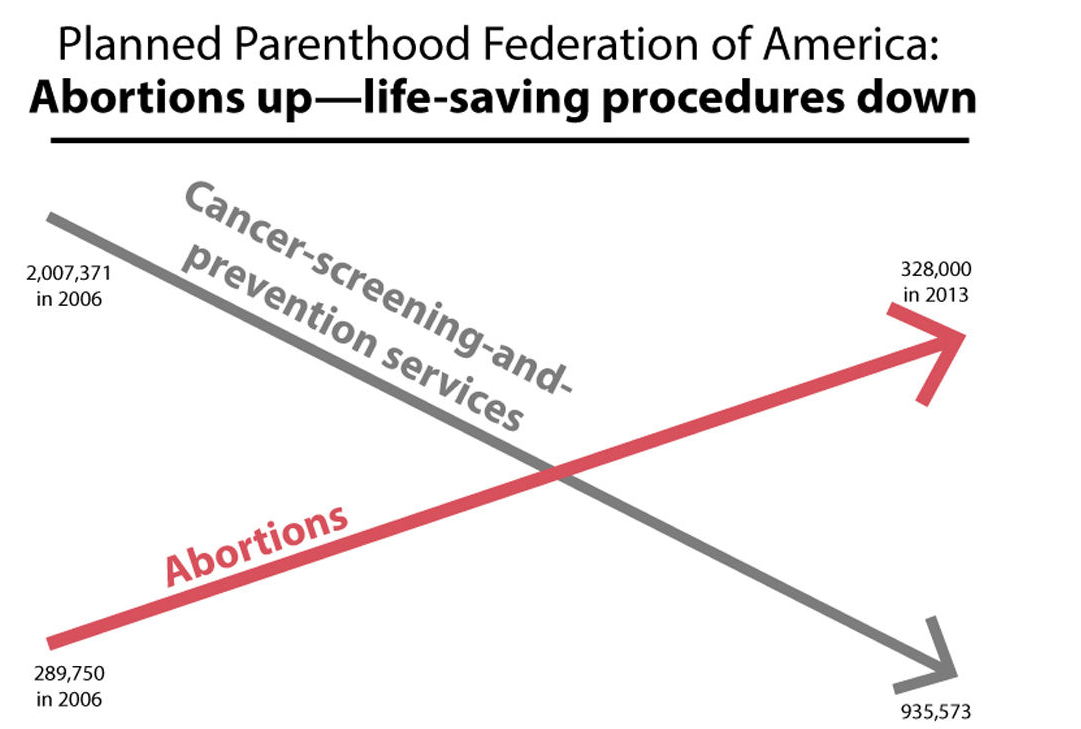 Planned Parenthood Federation of America:
Abortions up—life-saving procedures down
Cancer-screening-and-
prevention services
2,007,371
in 2006
328,000
in 2013
Abortions
289,750
in 2006
935,573